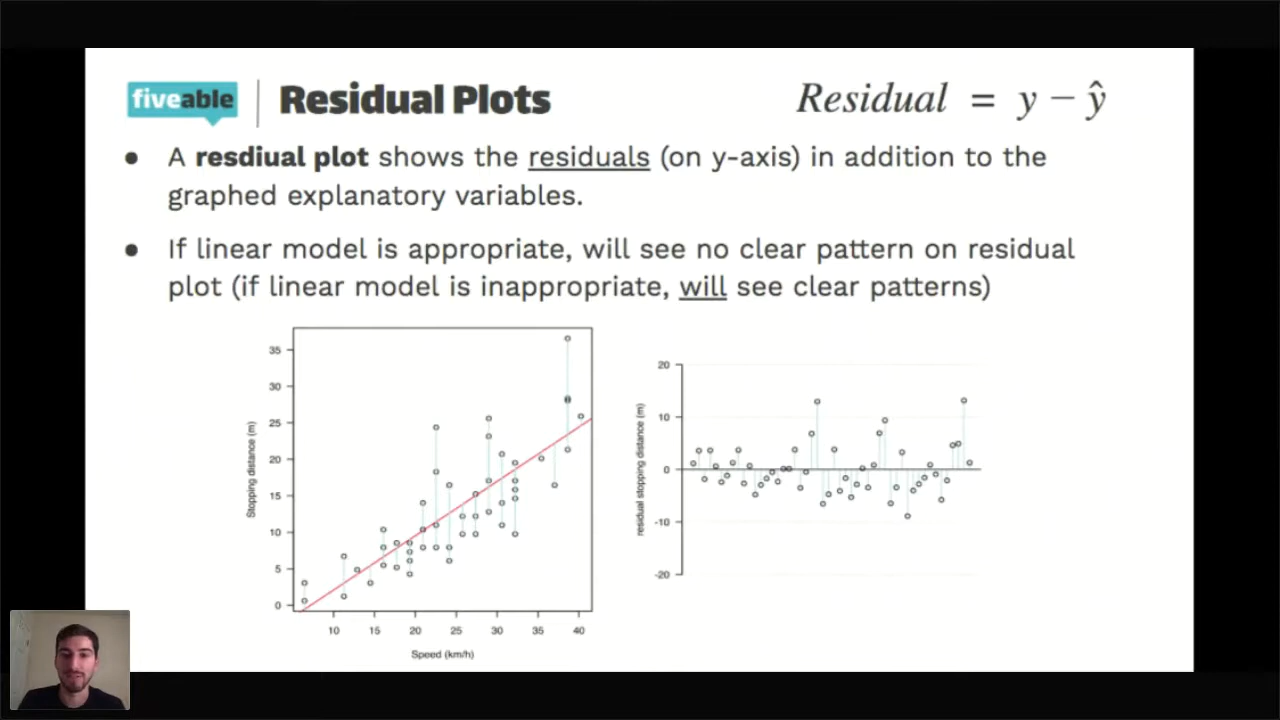 fiveable
Residual Plots
Residual = y − ŷ
● A resdiual plot shows the residuals (on y-axis) in addition to the
graphed explanatory variables.
● If linear model is appropriate, will see no clear pattern on residual
plot (if linear model is inappropriate, will see clear patterns)
Stopping distance (m)
35
30
25
20
15
10
5
0
10 15 20 25 30 35 40
Speed (km/h)
residual stopping distance (m)
20
10
0
-10
-20